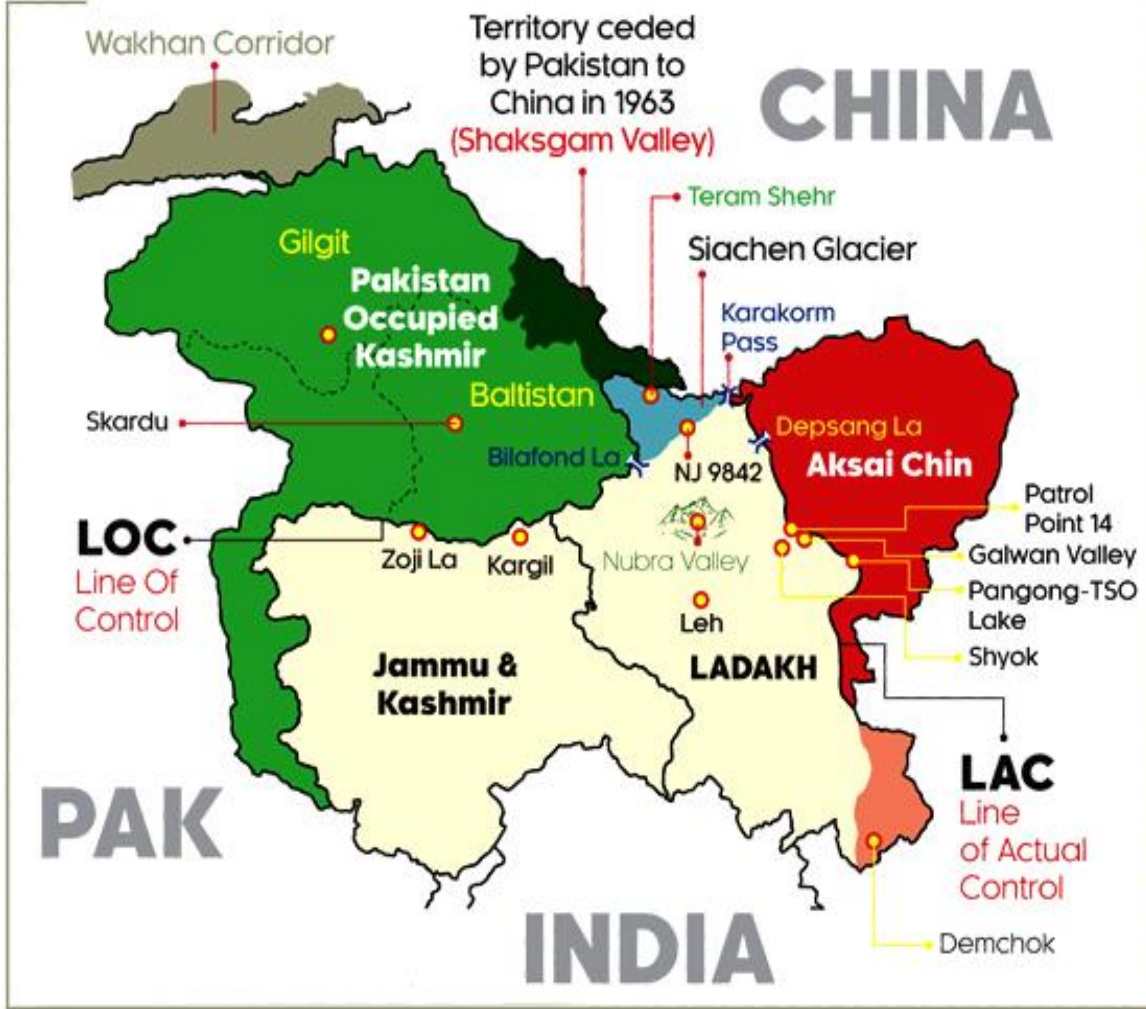 Wakhan Corridor
Territory ceded
by Pakistan to
China in 1963
(Shaksgam Valley)
CHINA
Teram Shehr
Siachen Glacier
Karakorm
Pass
Gilgit
Pakistan
Occupied
Kashmir
Baltistan
Skardu
Bilafond La
NJ 9842
Depsang La
Aksai Chin
Patrol
Point 14
Galwan Valley
Pangong-TSO
Lake
Shyok
LOC
Line Of
Control
Zoji La
Kargil
Nubra Valley
Leh
LADAKH
Jammu &
Kashmir
LAC
Line
of Actual
Control
PAK
INDIA
Demchok